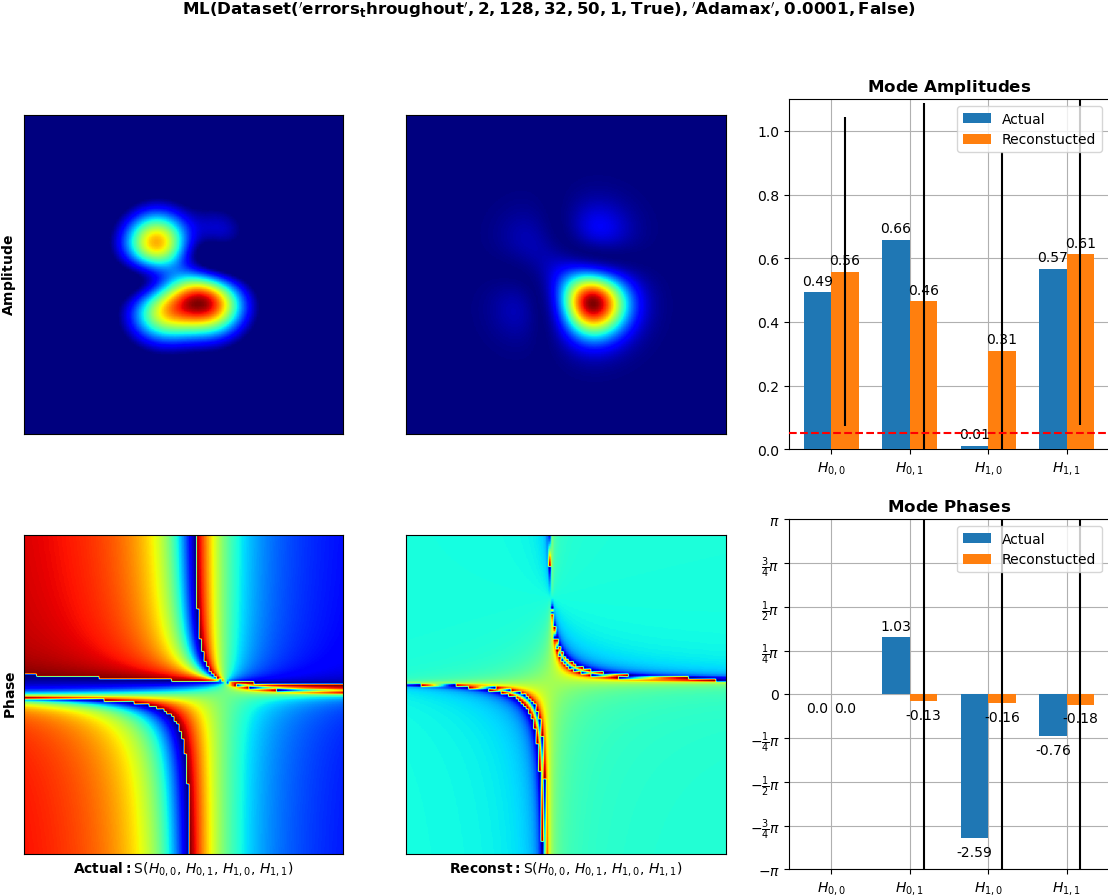 ML(Dataset('errors_throughout', 2, 128, 32, 50, 1, True), 'Adamax', 0.0001, False)
Amplitude
Mode Amplitudes
Actual
Reconstucted
1.0
0.8
0.6
0.4
0.2
0.0
0.49
0.56
0.66
0.46
0.01
0.31
0.57
0.61
H0,0
H0,1
H1,0
H1,1
Phase
Actual: S(H0,0, H0,1, H1,0, H1,1)
Reconst: S(H0,0, H0,1, H1,0, H1,1)
Mode Phases
Actual
Reconstucted
π
3/4π
1/2π
1/4π
0
−1/4π
−1/2π
−3/4π
−π
0.0
0.0
1.03
-0.13
-2.59
-0.16
-0.76
-0.18
H0,0
H0,1
H1,0
H1,1